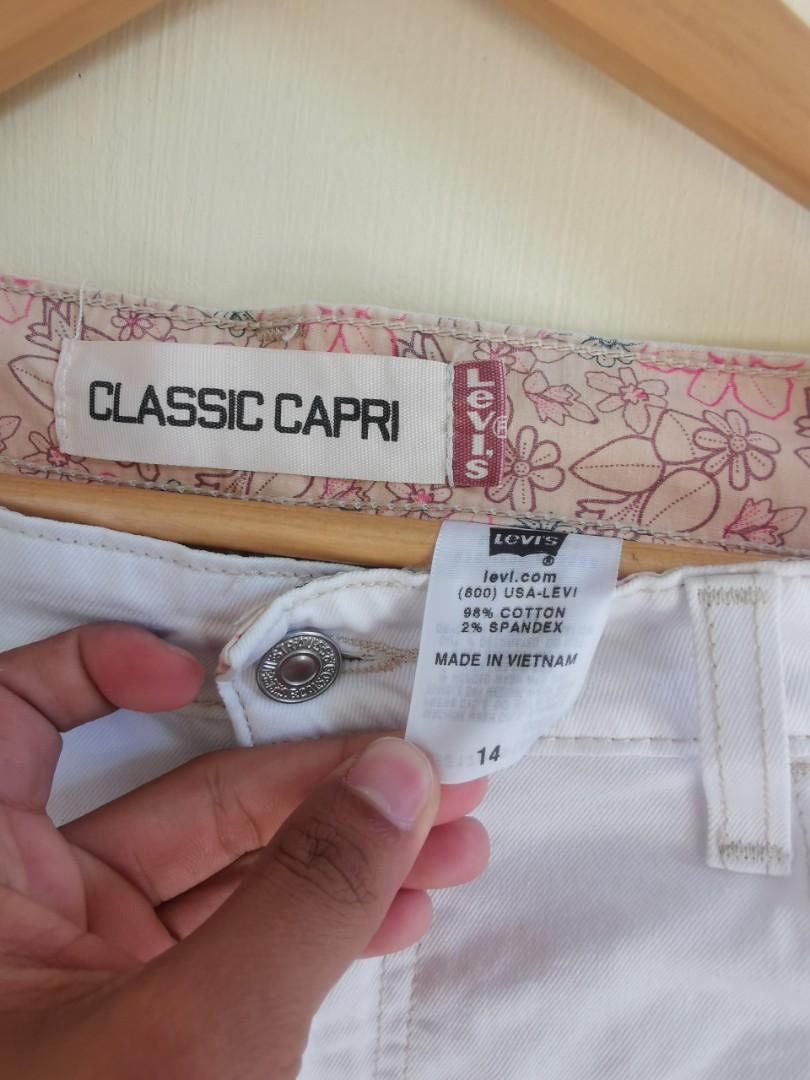 CLASSIC CAPRI
Levi's
®
LEVI'S
®
levi.com
(800) USA-LEVI
98% COTTON
2% SPANDEX
MADE IN VIETNAM
14